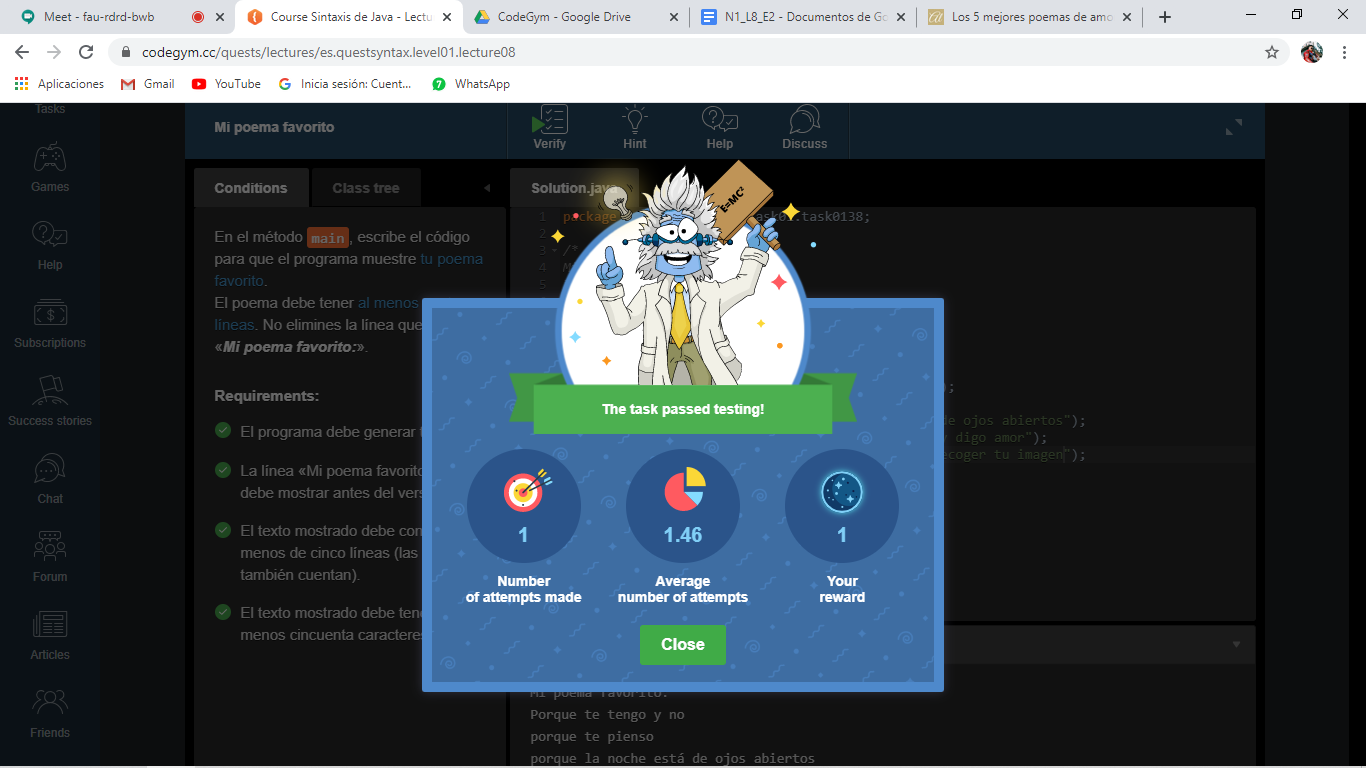 Meet - fau-rdrd-bwb
Course Sintaxis de Java - Lectu
CodeGym - Google Drive
N1_L8_E2 - Documentos de Go
Los 5 mejores poemas de amo
codegym.cc/quests/lectures/es.questsyntax.level01.lecture08
Aplicaciones
Gmail
YouTube
Inicia sesión: Cuent...
WhatsApp
Tasks
Games
Help
Subscriptions
Success stories
Chat
Forum
Articles
Friends
Mi poema favorito
Verify
Hint
Help
Discuss
Conditions
Class tree
En el método main, escribe el código
para que el programa muestre tu poema
favorito.
El poema debe tener al menos
líneas. No elimines la línea que
«Mi poema favorito:».
Requirements:
El programa debe generar
La línea «Mi poema favorito
debe mostrar antes del ver
El texto mostrado debe con
menos de cinco líneas (las
también cuentan).
El texto mostrado debe ten
menos cincuenta caractere
Solution.java
1 package
task0138;
2
3 /*
4
5
);
de ojos abiertos");
y digo amor");
ecoger tu imagen");
E=MC²
The task passed testing!
1
Number
of attempts made
1.46
Average
number of attempts
1
Your
reward
Close
Mi poema favorito:
Porque te tengo y no
porque te pienso
porque la noche está de ojos abiertos